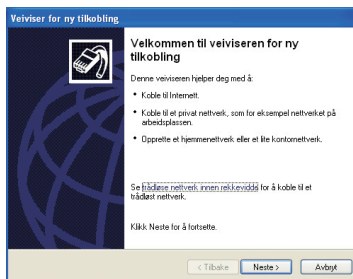 Veiviser for ny tilkobling
Velkommen til veiviseren for ny
tilkobling
Denne veiviseren hjelper deg med å:
• Koble til Internett.
• Koble til et privat nettverk, som for eksempel nettverket på
arbeidsplassen.
• Opprette et hjemmenettverk eller et lite kontornettverk.
Se trådløse nettverk innen rekkevidde for å koble til et
trådløst nettverk.
Klikk Neste for å fortsette.
< Tilbake Neste > Avbryt